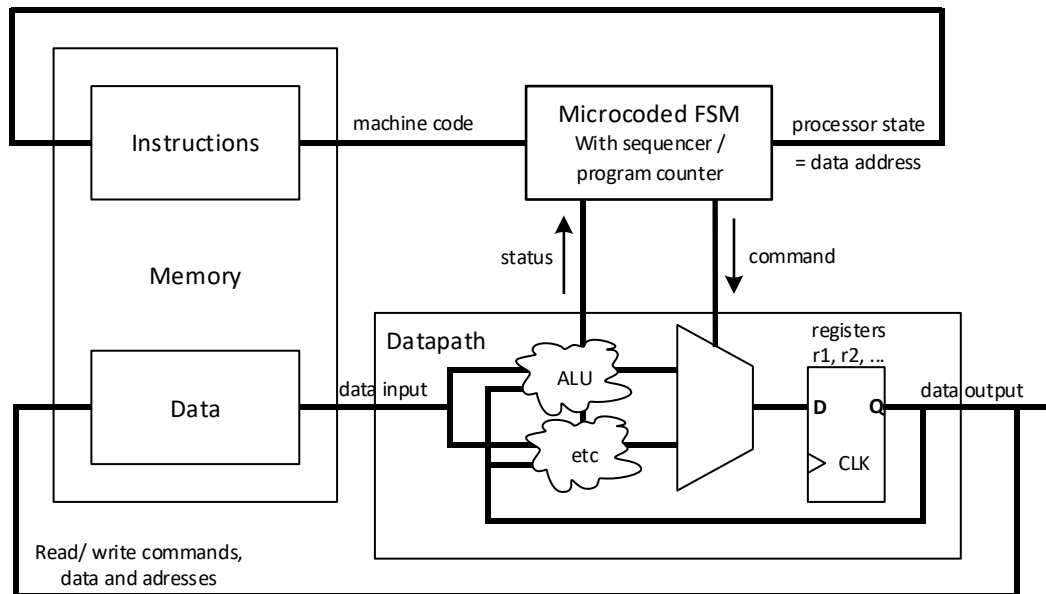 Instructions
machine code
Microcoded FSM
With sequencer /
program counter
processor state
= data address
Memory
status
command
Datapath
registers
r1, r2, ...
Data
data input
ALU
etc
D
Q
CLK
data output
Read/ write commands,
data and adresses